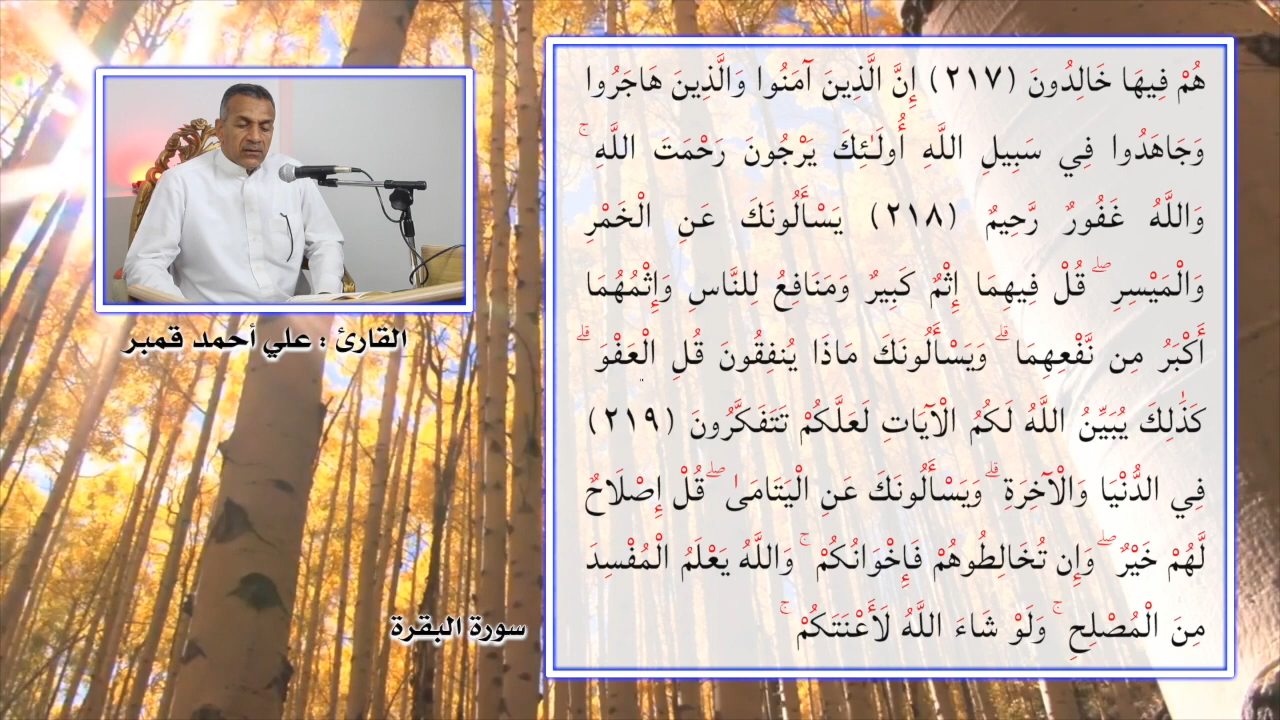 هُمْ فِيهَا خَالِدُونَ (٢١٧) إِنَّ الَّذِينَ آمَنُوا وَالَّذِينَ هَاجَرُوا
وَجَاهَدُوا فِي سَبِيلِ اللَّهِ أُولَـٰئِكَ يَرْجُونَ رَحْمَتَ اللَّهِ ۚ
وَاللَّهُ غَفُورٌ رَّحِيمٌ (٢١٨) يَسْأَلُونَكَ عَنِ الْخَمْرِ
وَالْمَيْسِرِ ۖ قُلْ فِيهِمَا إِثْمٌ كَبِيرٌ وَمَنَافِعُ لِلنَّاسِ وَإِثْمُهُمَا
أَكْبَرُ مِن نَّفْعِهِمَا ۗ وَيَسْأَلُونَكَ مَاذَا يُنفِقُونَ قُلِ الْعَفْوَ ۗ
كَذَٰلِكَ يُبَيِّنُ اللَّهُ لَكُمُ الْآيَاتِ لَعَلَّكُمْ تَتَفَكَّرُونَ (٢١٩)
فِي الدُّنْيَا وَالْآخِرَةِ ۗ وَيَسْأَلُونَكَ عَنِ الْيَتَامَىٰ ۖ قُلْ إِصْلَاحٌ
لَّهُمْ خَيْرٌ ۖ وَإِن تُخَالِطُوهُمْ فَإِخْوَانُكُمْ ۚ وَاللَّهُ يَعْلَمُ الْمُفْسِدَ
مِنَ الْمُصْلِحِ ۚ وَلَوْ شَاءَ اللَّهُ لَأَعْنَتَكُمْ ۚ
القارئ : علي أحمد قمبر
سورة البقرة